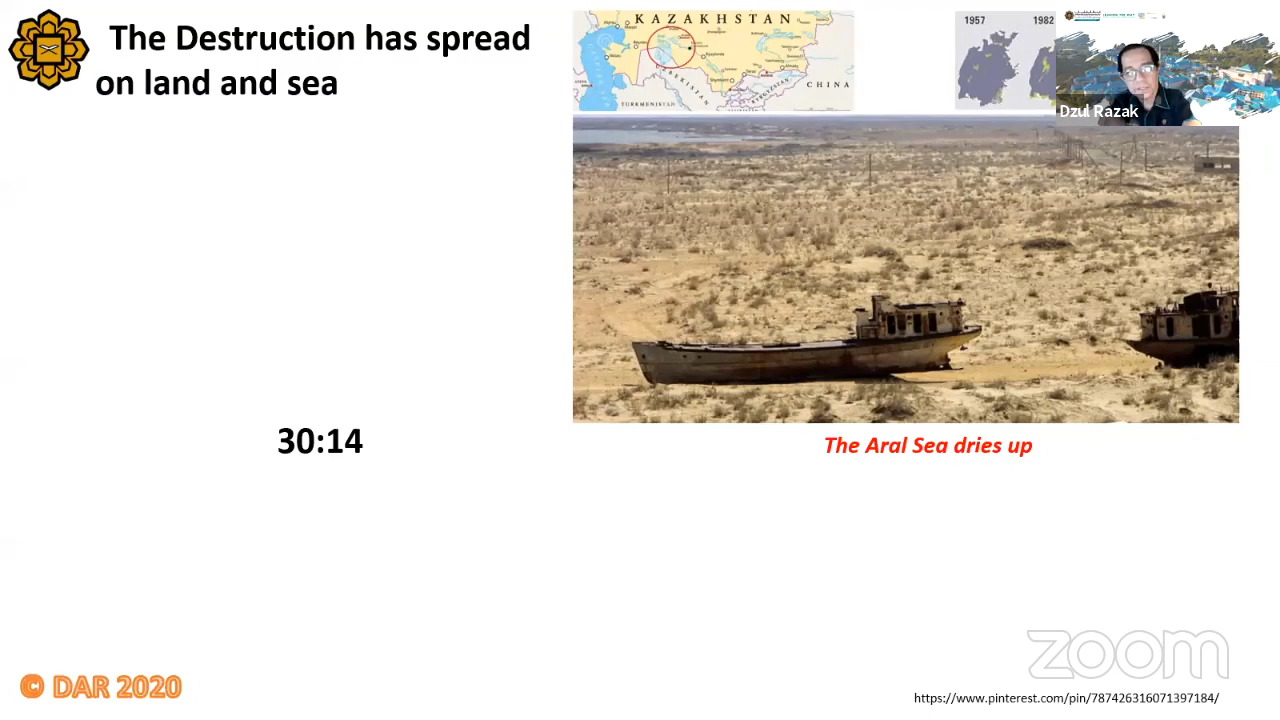 The Destruction has spread
on land and sea
KAZAKHSTAN
CHINA
TURKMENISTAN
1957
1982
Dzul Razak
30:14
The Aral Sea dries up
zoom
© DAR 2020
https://www.pinterest.com/pin/787426316071397184/